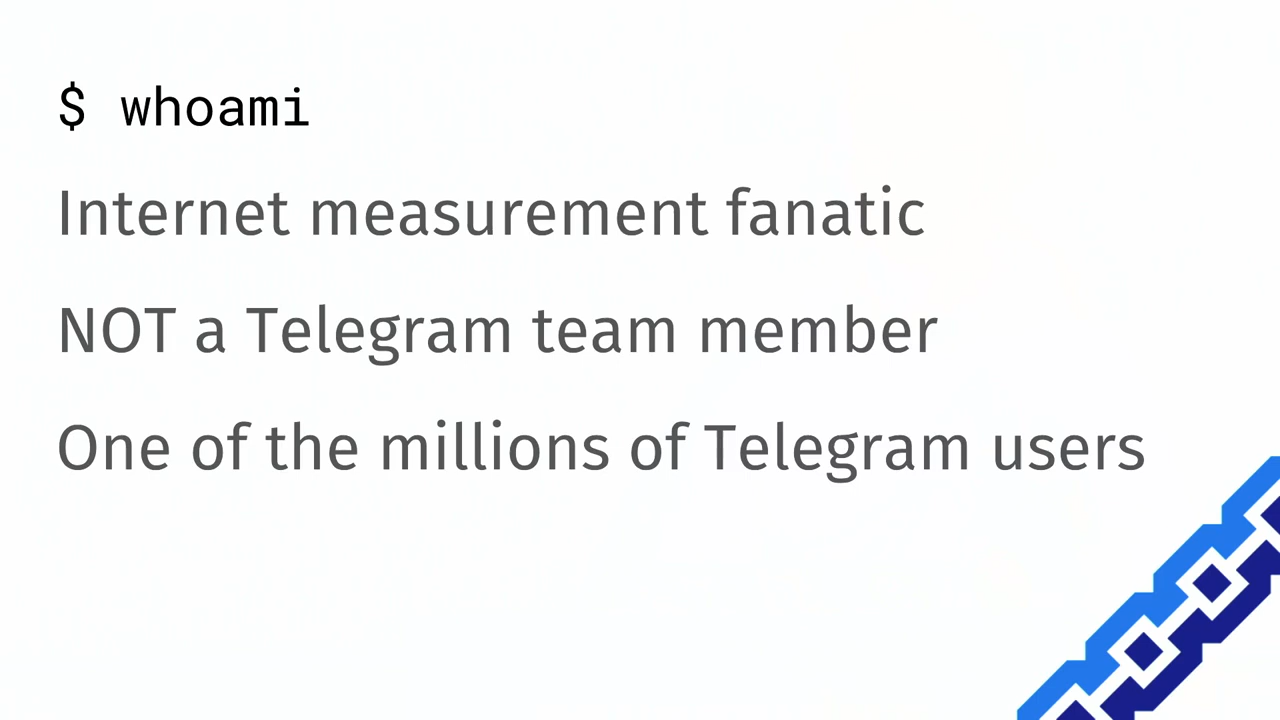 $ whoami
Internet measurement fanatic
NOT a Telegram team member
One of the millions of Telegram users